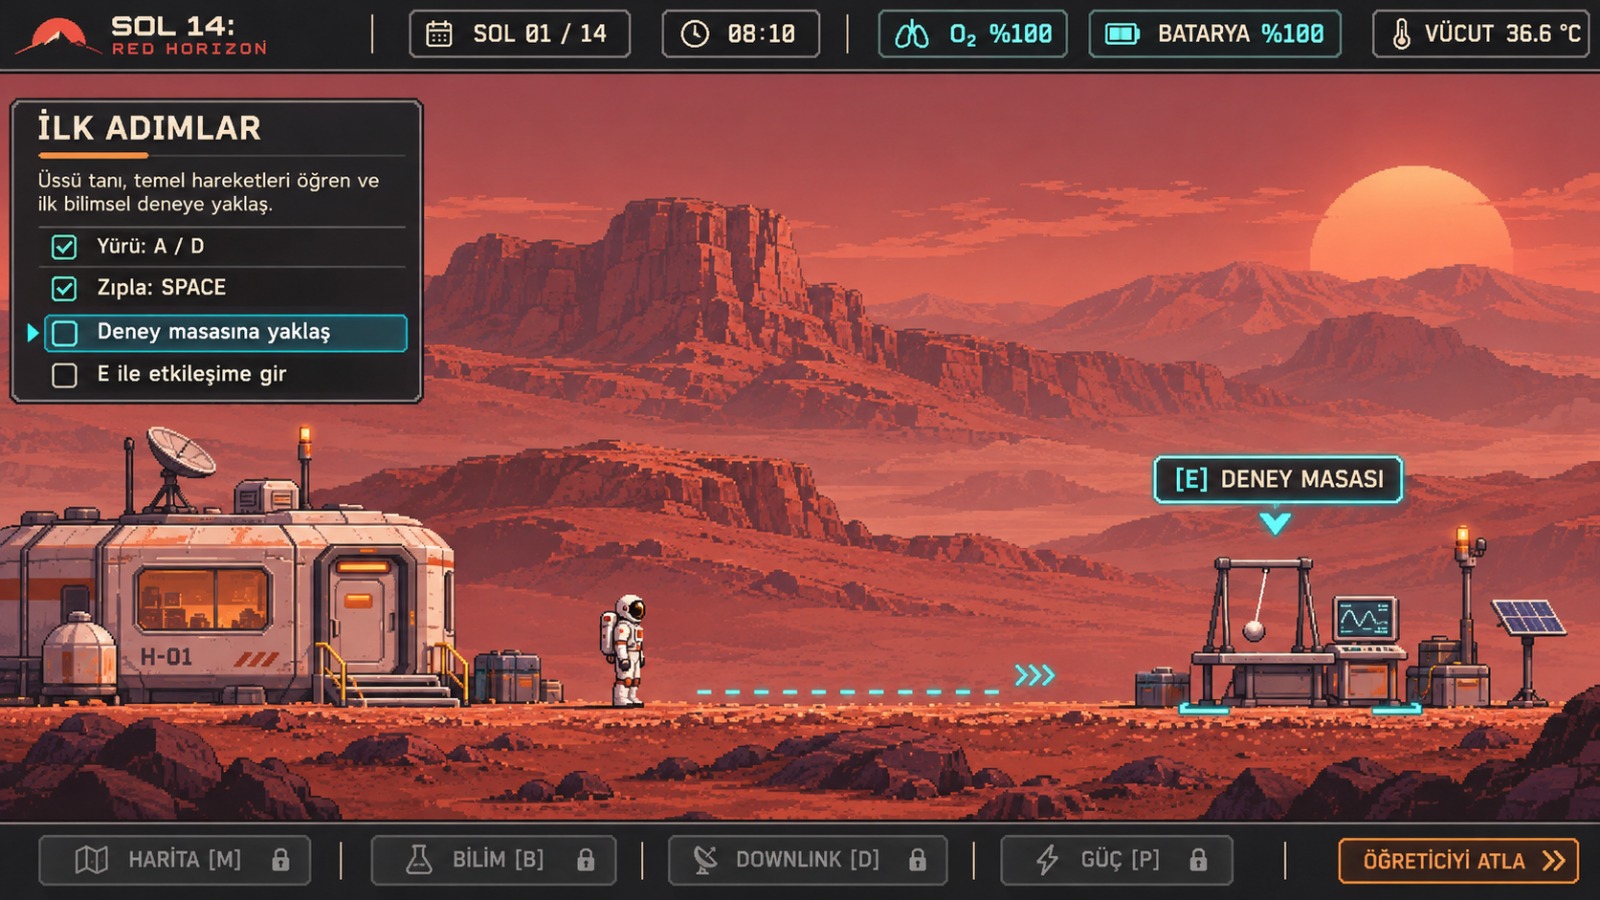 SOL 14:
RED HORIZON
SOL 01 / 14
08:10
O₂ %100
BATARYA %100
VÜCUT 36.6 °C
İLK ADIMLAR
Üssü tanı, temel hareketleri öğren ve
ilk bilimsel deneye yaklaş.
Yürü: A / D
Zıpla: SPACE
Deney masasına yaklaş
E ile etkileşime gir
[E] DENEY MASASI
H-01
HARİTA [M]
BİLİM [B]
DOWNLINK [D]
GÜÇ [P]
ÖĞRETİCİYİ ATLA